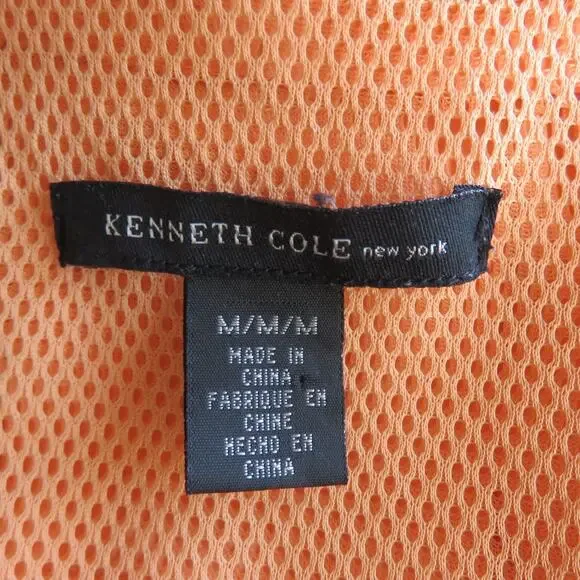 KENNETH COLE new york
M/M/M
MADE IN
CHINA
FABRIQUE EN
CHINE
HECHO EN
CHINA